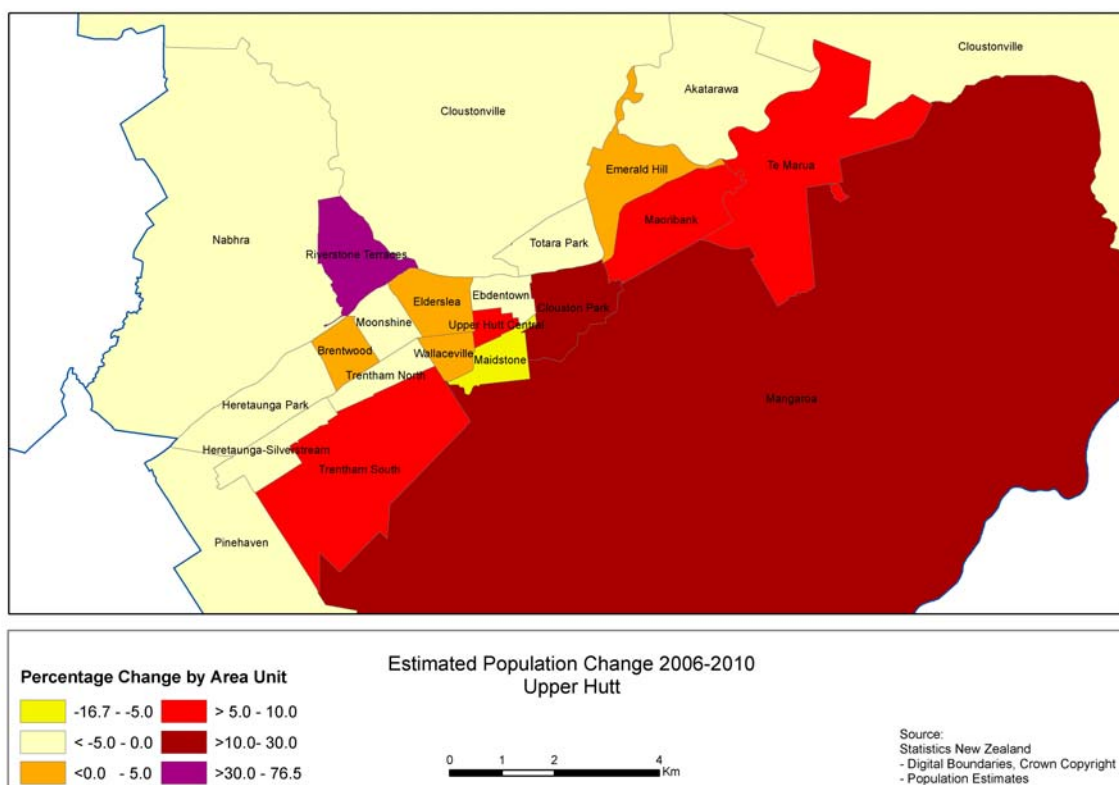 Cloustonville
Akatarawa
Cloustonville
Te Marua
Emerald Hill
Maoribank
Nabhra
Totara Park
Riverstone Terraces
Ebdentown
Elderslea
Clouston Park
Moonshine
Upper Hutt Central
Brentwood
Wallaceville
Maidstone
Trentham North
Mangaroa
Heretaunga Park
Heretaunga-Silverstream
Trentham South
Pinehaven
Estimated Population Change 2006-2010
Upper Hutt
Percentage Change by Area Unit
-16.7 - -5.0
> 5.0 - 10.0
< -5.0 - 0.0
>10.0- 30.0
<0.0 - 5.0
>30.0 - 76.5
0 1 2 4
Km
Source:
Statistics New Zealand
- Digital Boundaries, Crown Copyright
- Population Estimates